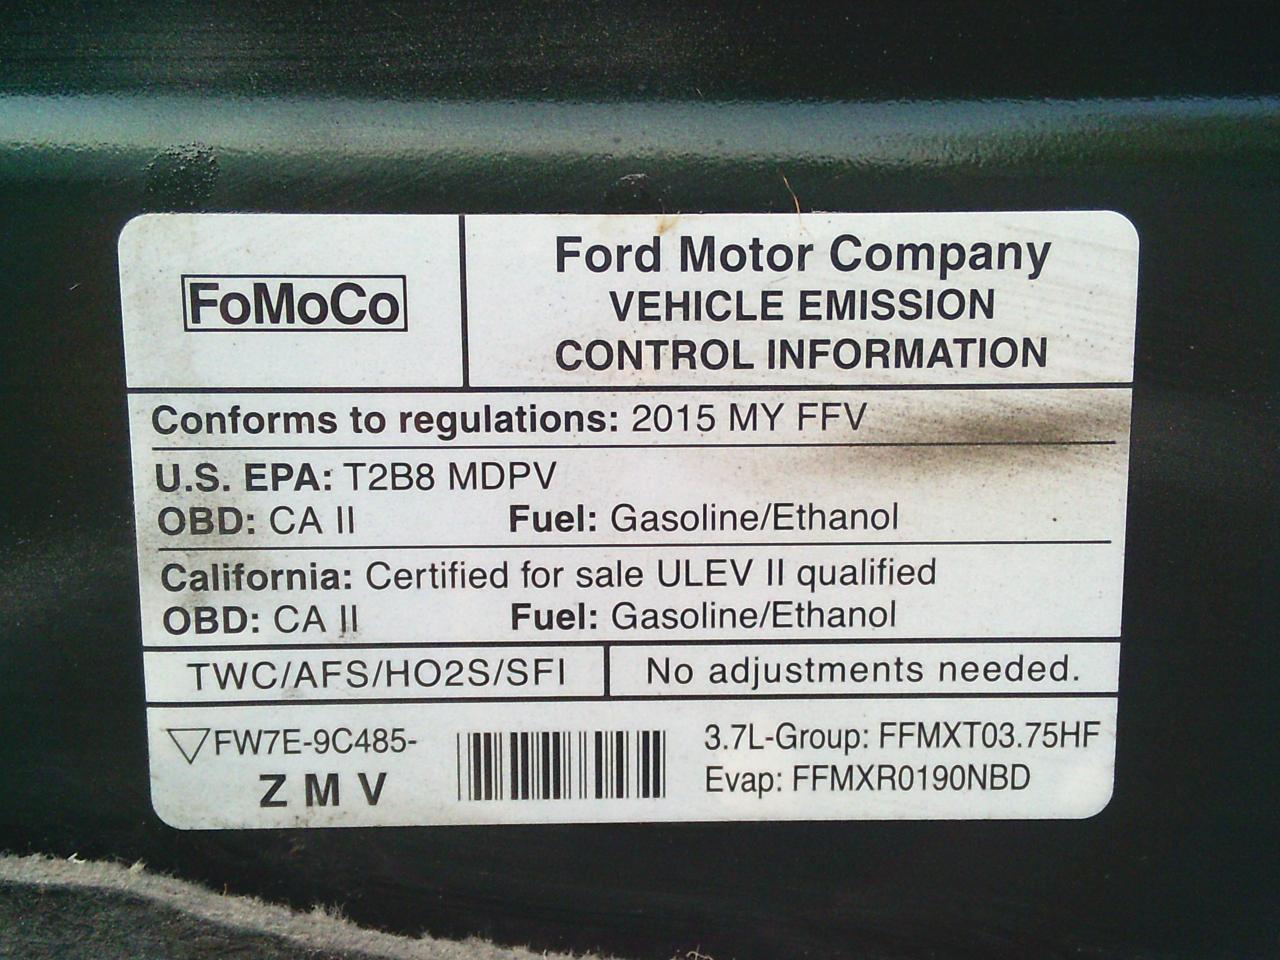 FoMoCo
Ford Motor Company
VEHICLE EMISSION
CONTROL INFORMATION
Conforms to regulations: 2015 MY FFV
U.S. EPA: T2B8 MDPV
OBD: CA II Fuel: Gasoline/Ethanol
California: Certified for sale ULEV II qualified
OBD: CA II Fuel: Gasoline/Ethanol
TWC/AFS/HO2S/SFI
No adjustments needed.
FW7E-9C485-
Z M V
3.7L-Group: FFMXT03.75HF
Evap: FFMXR0190NBD